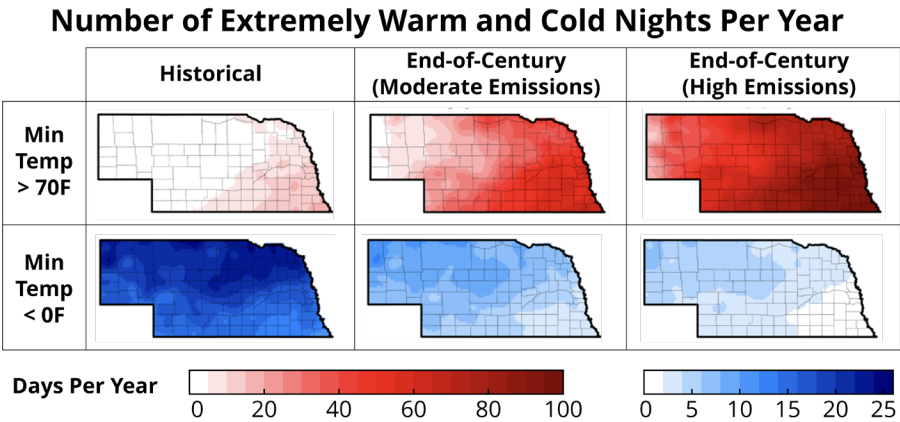 Number of Extremely Warm and Cold Nights Per Year
Historical
End-of-Century
(Moderate Emissions)
End-of-Century
(High Emissions)
Min
Temp
> 70F
Min
Temp
< 0F
Days Per Year
0 20 40 60 80 100
0 5 10 15 20 25